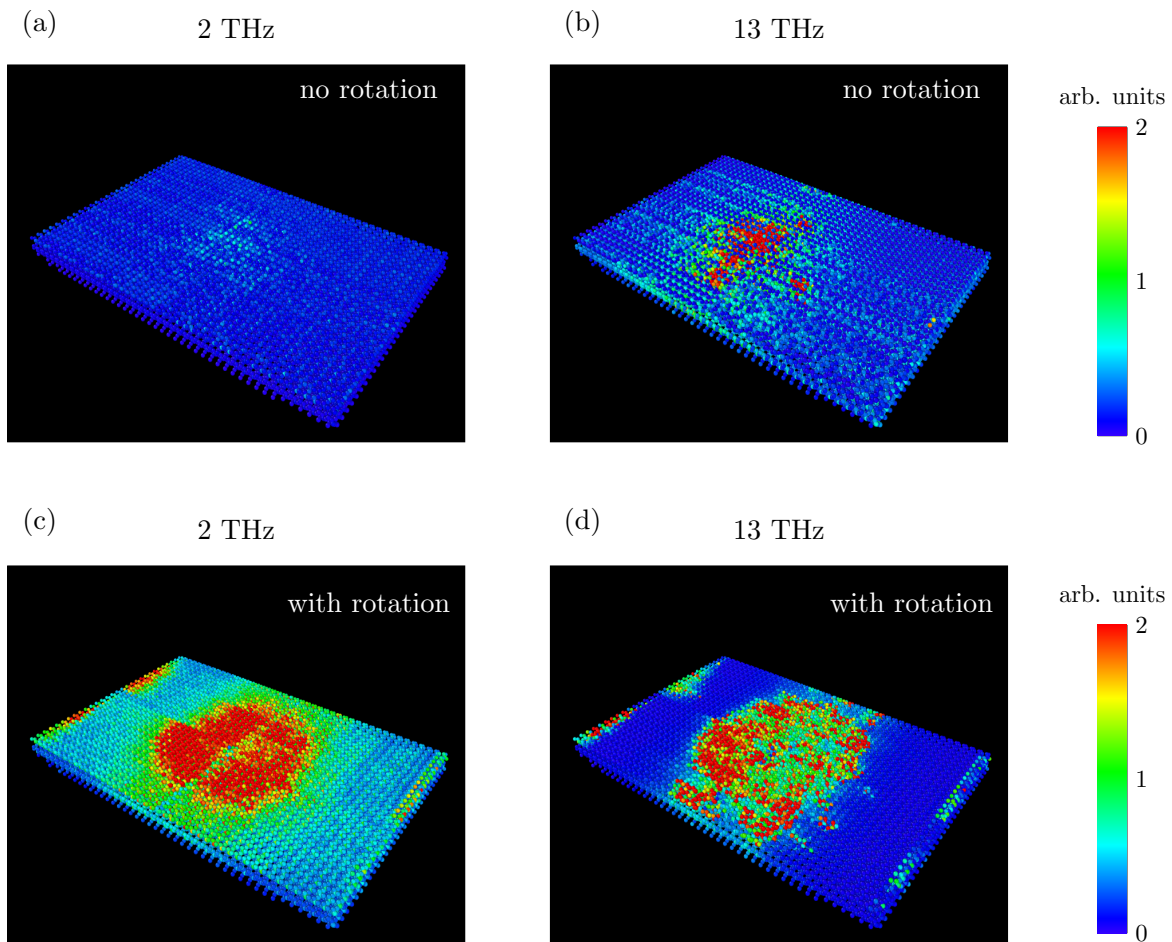 (a)
2 THz
no rotation
(b)
13 THz
no rotation
arb. units
2
1
0
(c)
2 THz
with rotation
(d)
13 THz
with rotation
arb. units
2
1
0